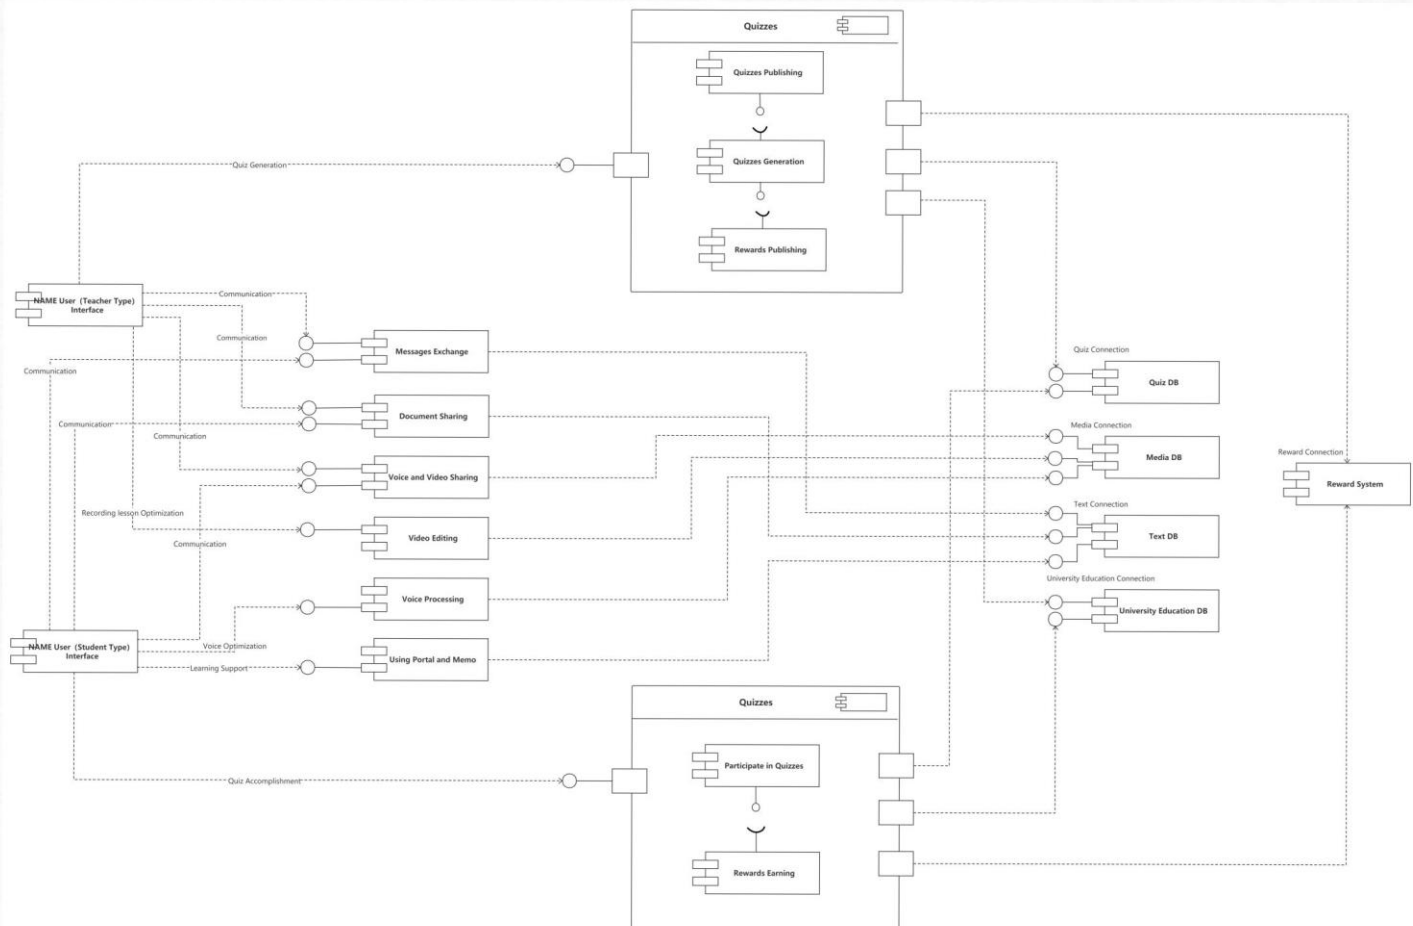 Quizzes
Quizzes Publishing
Quiz Generation
Quizzes Generation
Rewards Publishing
NAME User (Teacher Type)
Interface
Communication
Communication
Communication
Messages Exchange
Quiz Connection
Quiz DB
Communication
Document Sharing
Communication
Media Connection
Media DB
Reward Connection
Reward System
Voice and Video Sharing
Recording lesson Optimization
Text Connection
Text DB
Communication
Video Editing
University Education Connection
University Education DB
Voice Processing
NAME User (Student Type)
Interface
Voice Optimization
Learning Support
Using Portal and Memo
Quizzes
Participate in Quizzes
Quiz Accomplishment
Rewards Earning